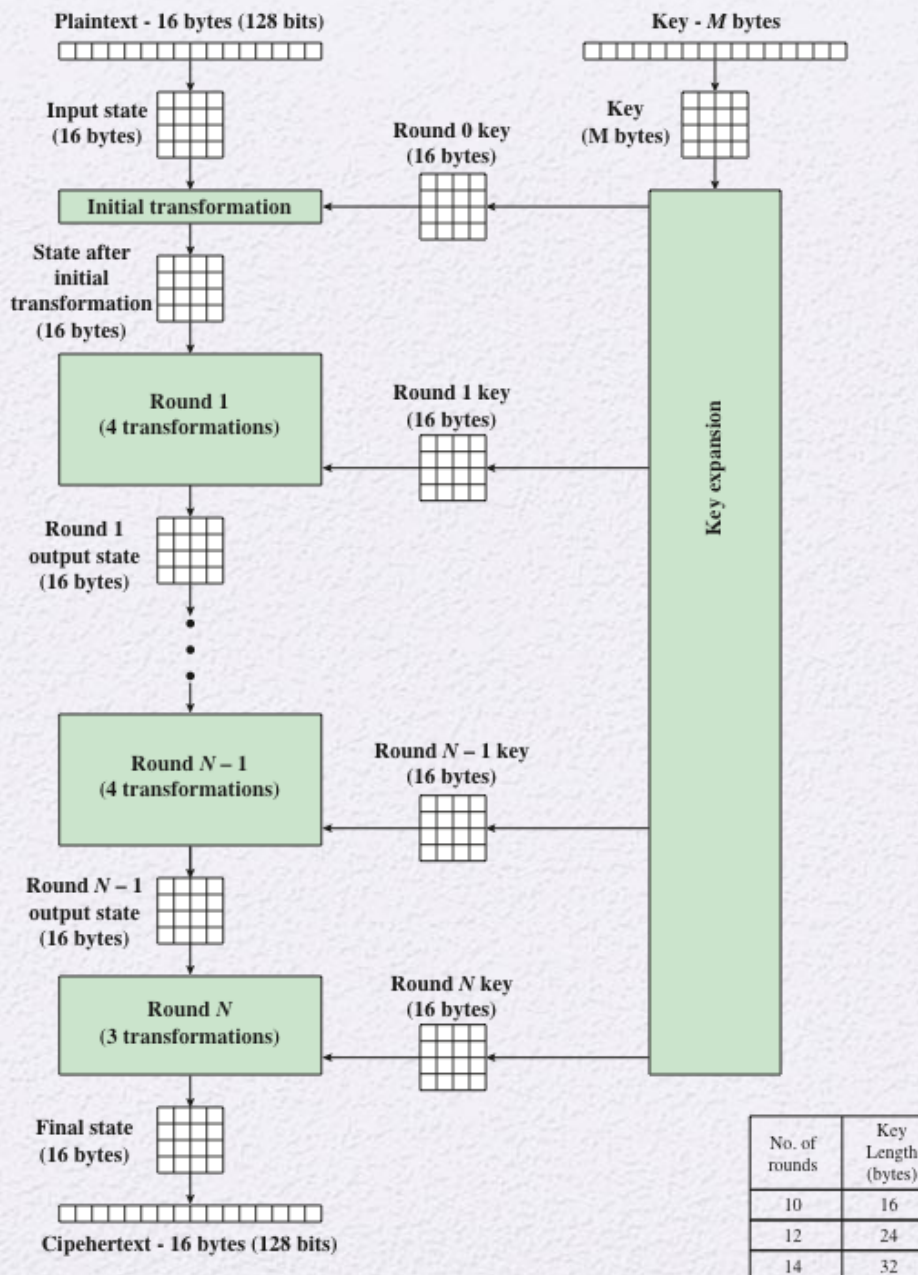 Plaintext - 16 bytes (128 bits)
Key - M bytes
Input state
(16 bytes)
Key
(M bytes)
Round 0 key
(16 bytes)
Initial transformation
State after
initial
transformation
(16 bytes)
Round 1
(4 transformations)
Round 1 key
(16 bytes)
Key expansion
Round 1
output state
(16 bytes)
Round N – 1
(4 transformations)
Round N – 1 key
(16 bytes)
Round N – 1
output state
(16 bytes)
Round N
(3 transformations)
Round N key
(16 bytes)
Final state
(16 bytes)
Cipehertext - 16 bytes (128 bits)
No. of
rounds
Key
Length
(bytes)
10 16
12 24
14 32